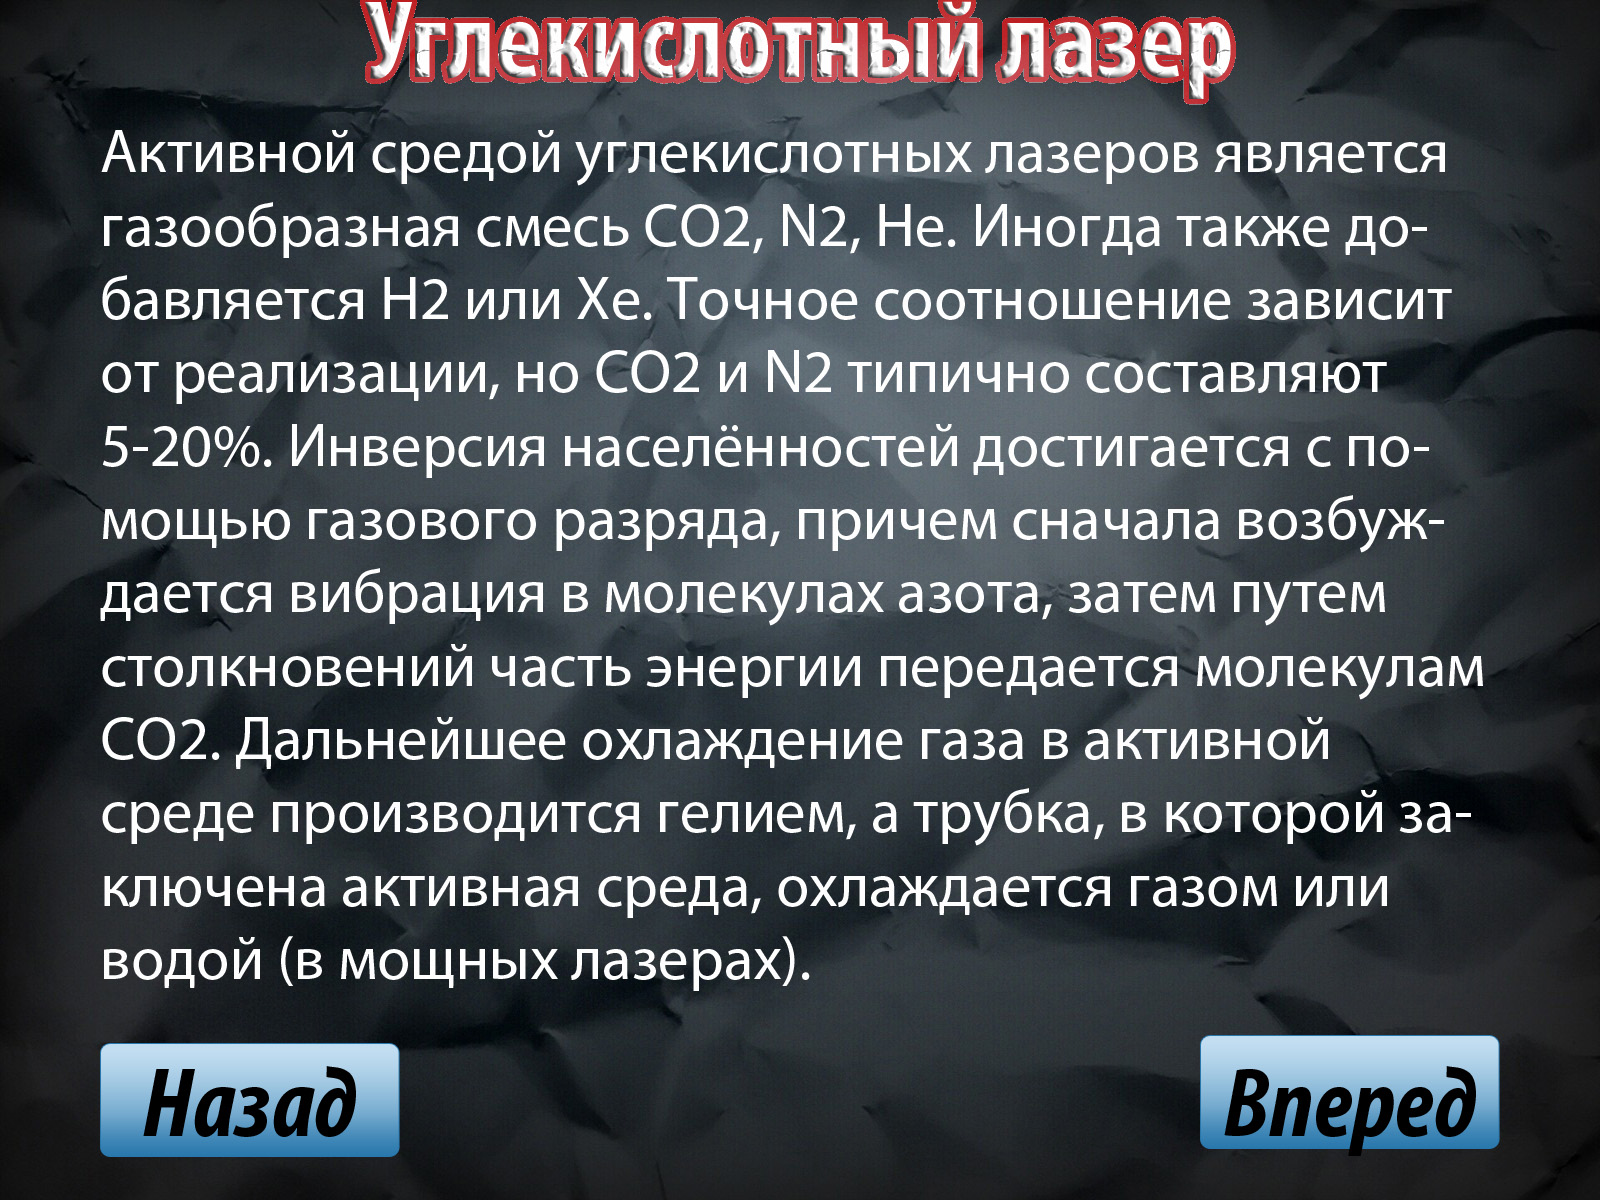 Углекислотный лазер
Активной средой углекислотных лазеров является
газообразная смесь CO2, N2, He. Иногда также до-
бавляется H2 или Xe. Точное соотношение зависит
от реализации, но CO2 и N2 типично составляют
5-20%. Инверсия населённостей достигается с по-
мощью газового разряда, причем сначала возбуж-
дается вибрация в молекулах азота, затем путем
столкновений часть энергии передается молекулам
CO2. Дальнейшее охлаждение газа в активной
среде производится гелием, а трубка, в которой за-
ключена активная среда, охлаждается газом или
водой (в мощных лазерах).
Назад
Вперед